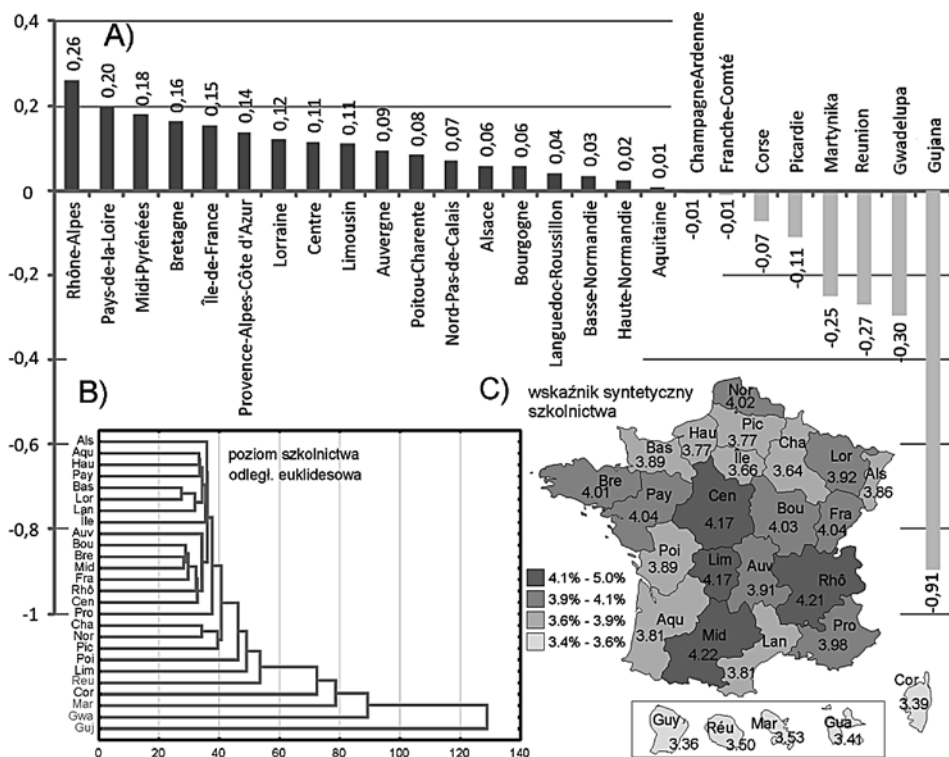 A)
0,4
0,2
0
-0,2
-0,4
-0,6
-0,8
-1
0,26
0,20
0,18
0,16
0,15
0,14
0,12
0,11
0,11
0,09
0,08
0,07
0,06
0,06
0,04
0,03
0,02
0,01
-0,01
-0,01
-0,07
-0,11
-0,25
-0,27
-0,30
-0,91
Rhône-Alpes
Pays-de-la-Loire
Midi-Pyrénées
Bretagne
Île-de-France
Provence-Alpes-Côte d'Azur
Lorraine
Centre
Limousin
Auvergne
Poitou-Charente
Nord-Pas-de-Calais
Alsace
Bourgogne
Languedoc-Roussillon
Basse-Normandie
Haute-Normandie
Aquitaine
ChampagneArdenne
Franche-Comté
Corse
Picardie
Martynika
Reunion
Gwadelupa
Gujana
B)
poziom szkolnictwa
odległ. euklidesowa
Als
Aqu
Hau
Pay
Bas
Lor
Lan
Île
Auv
Bou
Bre
Mid
Fra
Rhô
Cen
Pro
Cha
Nor
Pic
Poi
Lim
Reu
Cor
Mar
Gwa
Guj
0 20 40 60 80 100 120 140
C) wskaźnik syntetyczny
szkolnictwa
Nor
4.02
Pic
3.77
Hau
3.77
Bas
3.89
Île
3.66
Cha
3.64
Lor
3.92
Als
3.86
Bre
4.01
Pay
4.04
Cen
4.17
Bou
4.03
Fra
4.04
Poi
3.89
Lim
4.17
Auv
3.91
Rhô
4.21
Aqu
3.81
Mid
4.22
Lan
3.81
Pro
3.98
Cor
3.39
4.1% - 5.0%
3.9% - 4.1%
3.6% - 3.9%
3.4% - 3.6%
Guy
3.36
Réu
3.50
Mar
3.53
Gua
3.41